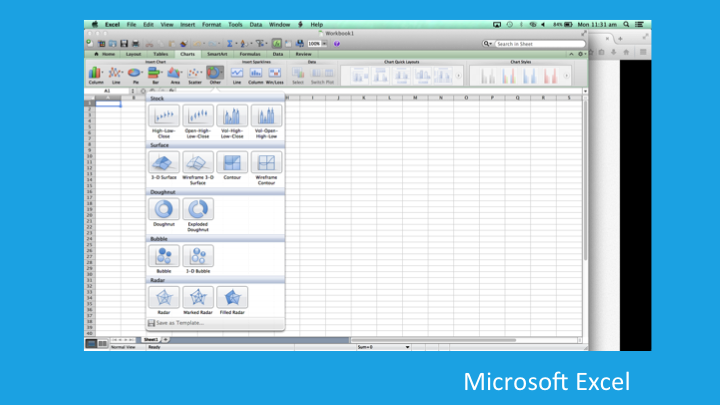 Excel File Edit View Insert Format Tools Data Window Help
64% Mon 11:31 am
Workbook1
100%
Search in Sheet
Home Layout Tables Charts SmartArt Formulas Data Review
Insert Chart Insert Sparklines Data Chart Quick Layouts Chart Styles
Column Line Pie Bar Area Scatter Other Line Column Win/Loss Select Switch Plot
A1
Stock
High-Low-Close Open-High-Low-Close Vol-High-Low-Close Vol-Open-High-Low
Surface
3-D Surface Wireframe 3-D Surface Contour Wireframe Contour
Doughnut
Doughnut Exploded Doughnut
Bubble
Bubble 3-D Bubble
Radar
Radar Marked Radar Filled Radar
Save as Template...
Sheet1
Normal View Ready Sum=0
Microsoft Excel